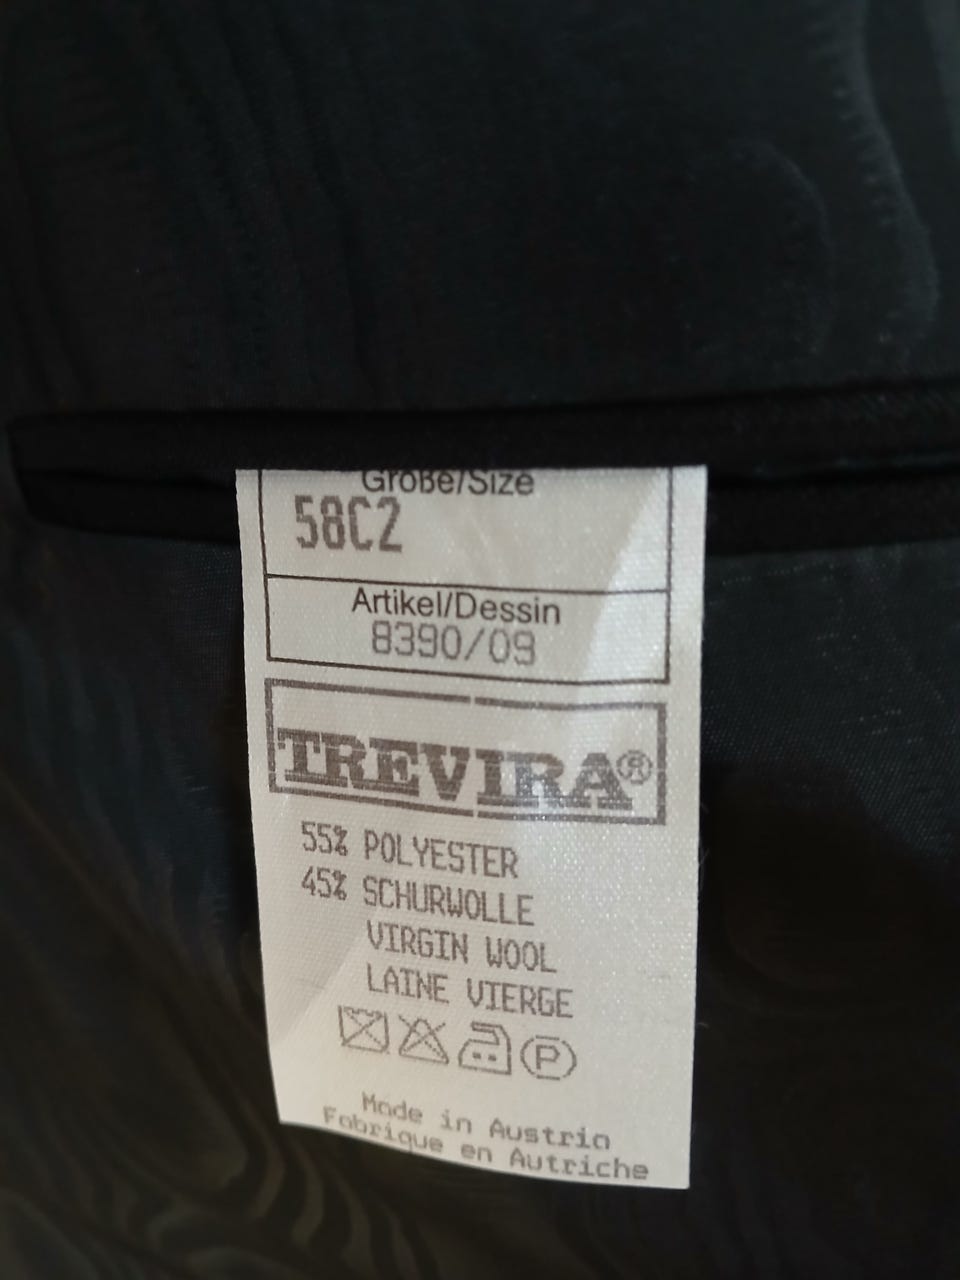 Größe/Size
58C2
Artikel/Dessin
8390/09
TREVIRA®
55% POLYESTER
45% SCHURWOLLE
VIRGIN WOOL
LAINE VIERGE
P
Made in Austria
Fabrique en Autriche